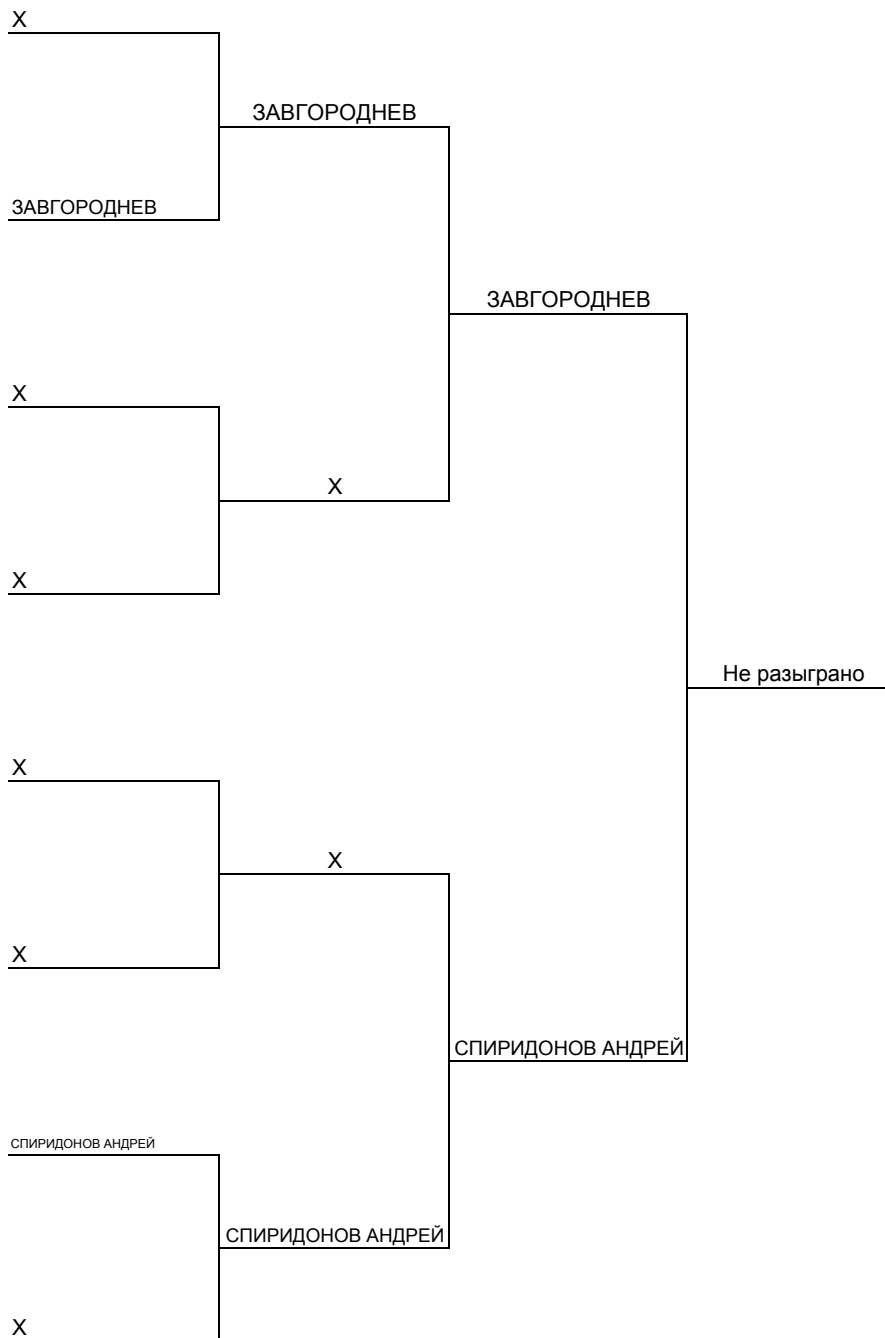 X
ЗАВГОРОДНЕВ
ЗАВГОРОДНЕВ
ЗАВГОРОДНЕВ
X
X
X
Не разыграно
X
X
X
СПИРИДОНОВ АНДРЕЙ
СПИРИДОНОВ АНДРЕЙ
СПИРИДОНОВ АНДРЕЙ
X